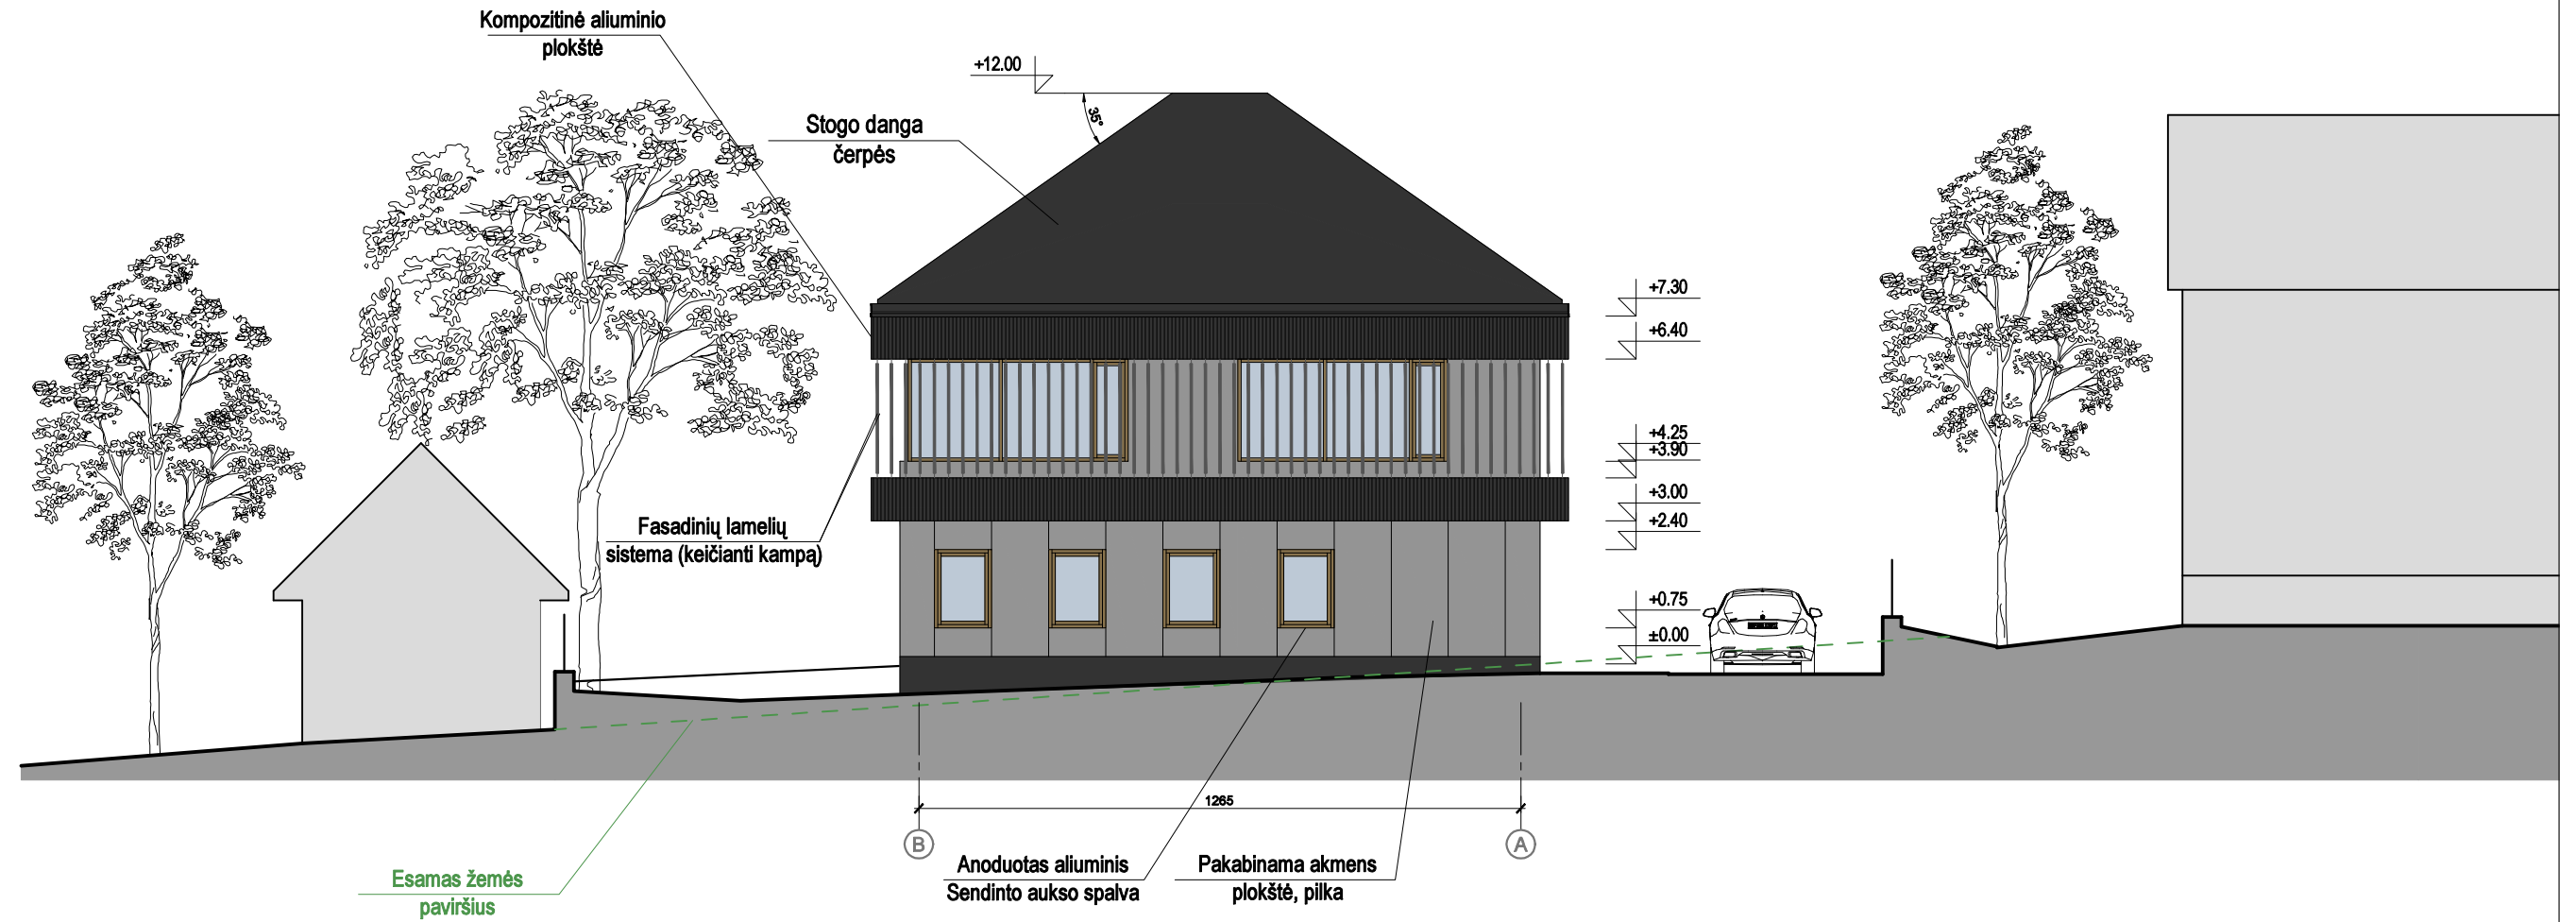 Kompozitinė aliuminio
plokštė
+12.00
35°
Stogo danga
čerpės
+7.30
+6.40
+4.25
+3.90
+3.00
+2.40
Fasadinių lamelių
sistema (keičianti kampą)
+0.75
±0.00
1265
B
A
Anoduotas aliuminis
Sendinto aukso spalva
Pakabinama akmens
plokštė, pilka
Esamas žemės
paviršius